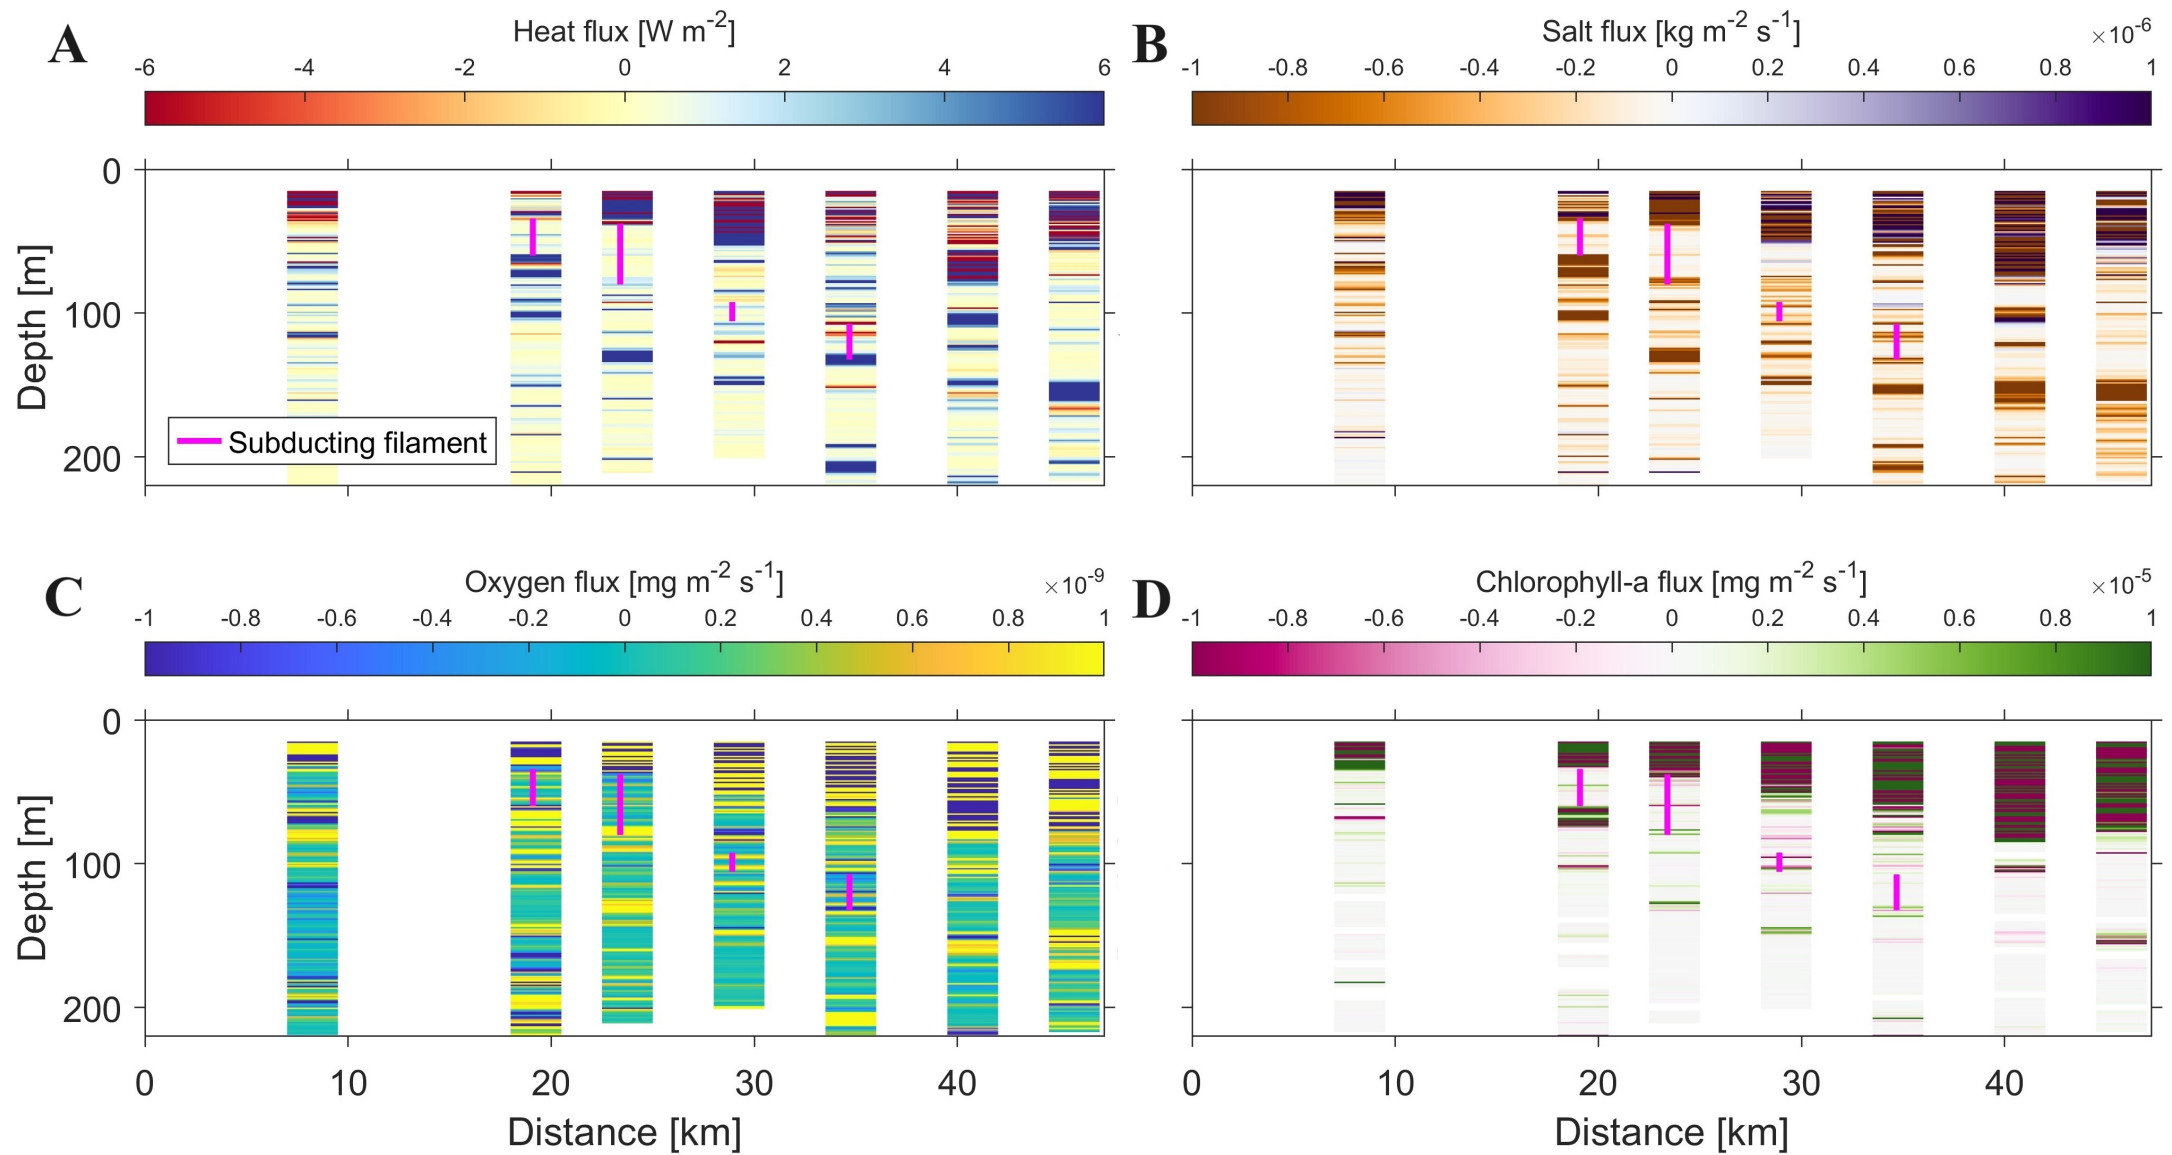 A
Heat flux [W m-2]
-6 -4 -2 0 2 4 6
B
Salt flux [kg m-2 s-1]
×10-6
-1 -0.8 -0.6 -0.4 -0.2 0 0.2 0.4 0.6 0.8 1
Depth [m]
0
100
200
Subducting filament
C
Oxygen flux [mg m-2 s-1]
×10-9
-1 -0.8 -0.6 -0.4 -0.2 0 0.2 0.4 0.6 0.8 1
D
Chlorophyll-a flux [mg m-2 s-1]
×10-5
-1 -0.8 -0.6 -0.4 -0.2 0 0.2 0.4 0.6 0.8 1
Depth [m]
0
100
200
0 10 20 30 40
Distance [km]
0 10 20 30 40
Distance [km]